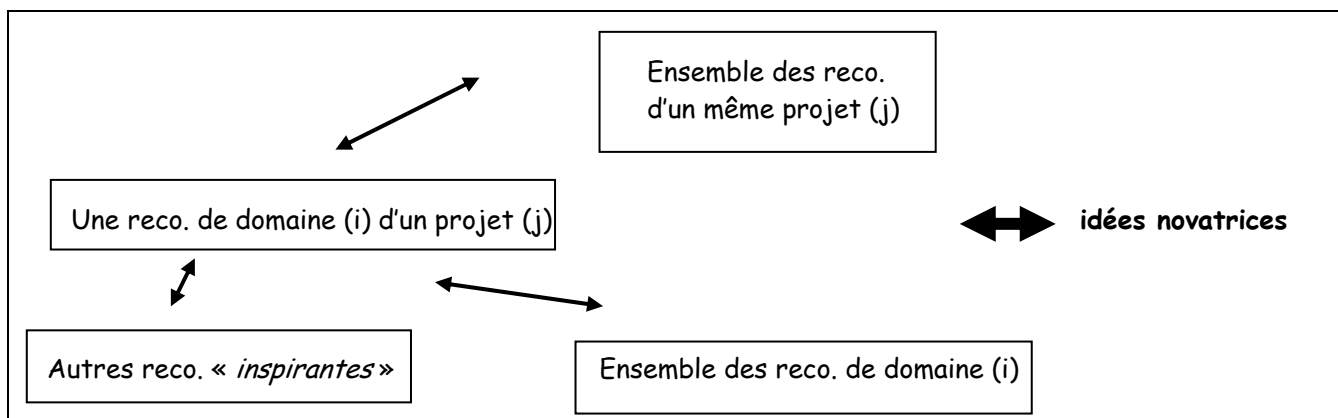 Ensemble des reco.
d'un même projet (j)
Une reco. de domaine (i) d'un projet (j)
idées novatrices
Autres reco. « inspirantes »
Ensemble des reco. de domaine (i)